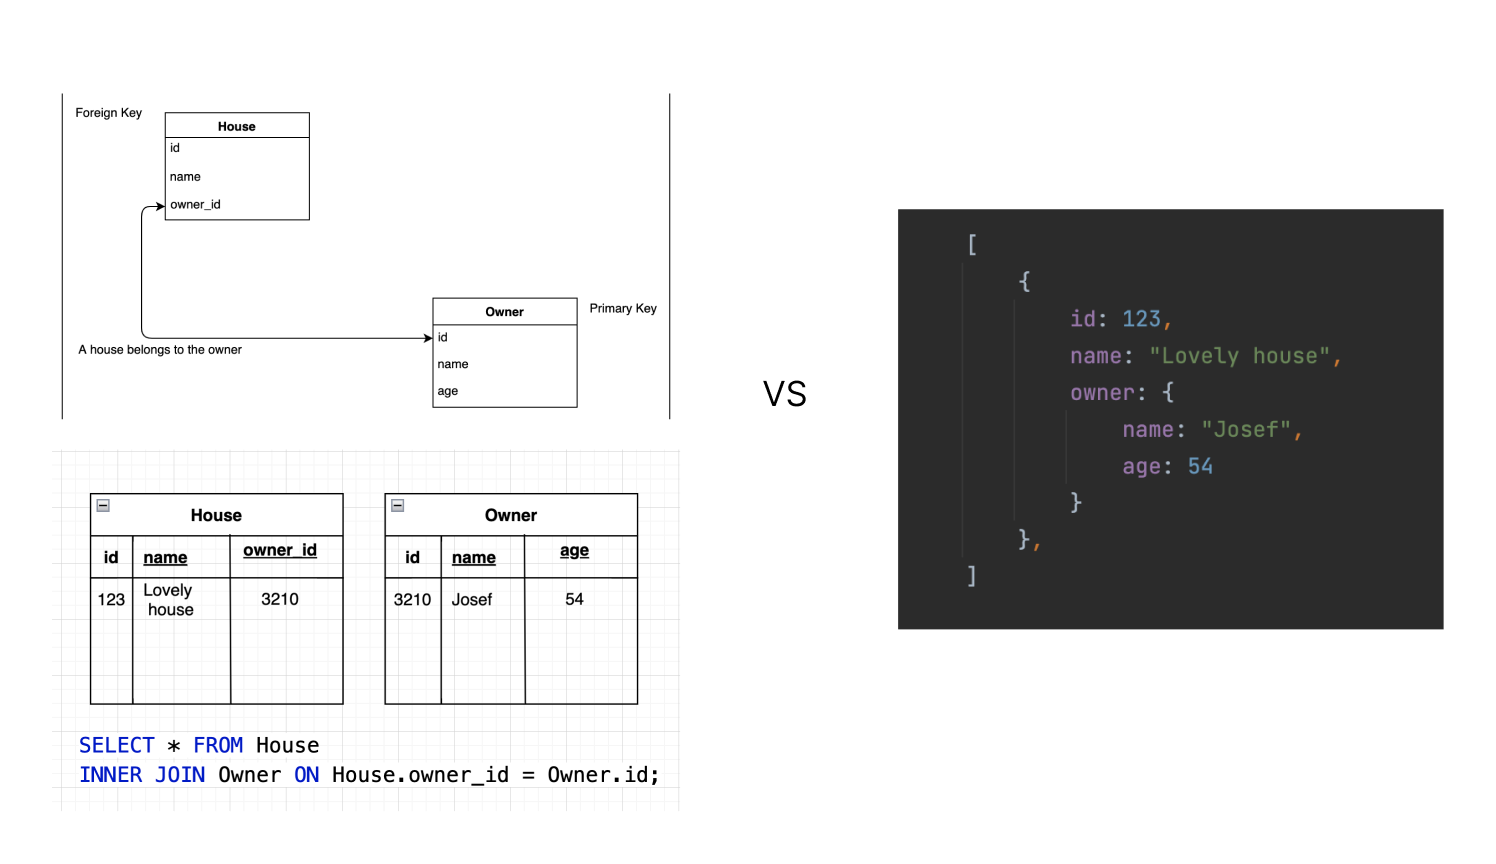 Foreign Key
House
id
name
owner_id
Owner
Primary Key
id
A house belongs to the owner
name
age
House
id name owner_id
123 Lovely house 3210
Owner
id name age
3210 Josef 54
SELECT * FROM House
INNER JOIN Owner ON House.owner_id = Owner.id;
VS
[
{
id: 123,
name: "Lovely house",
owner: {
name: "Josef",
age: 54
}
},
]